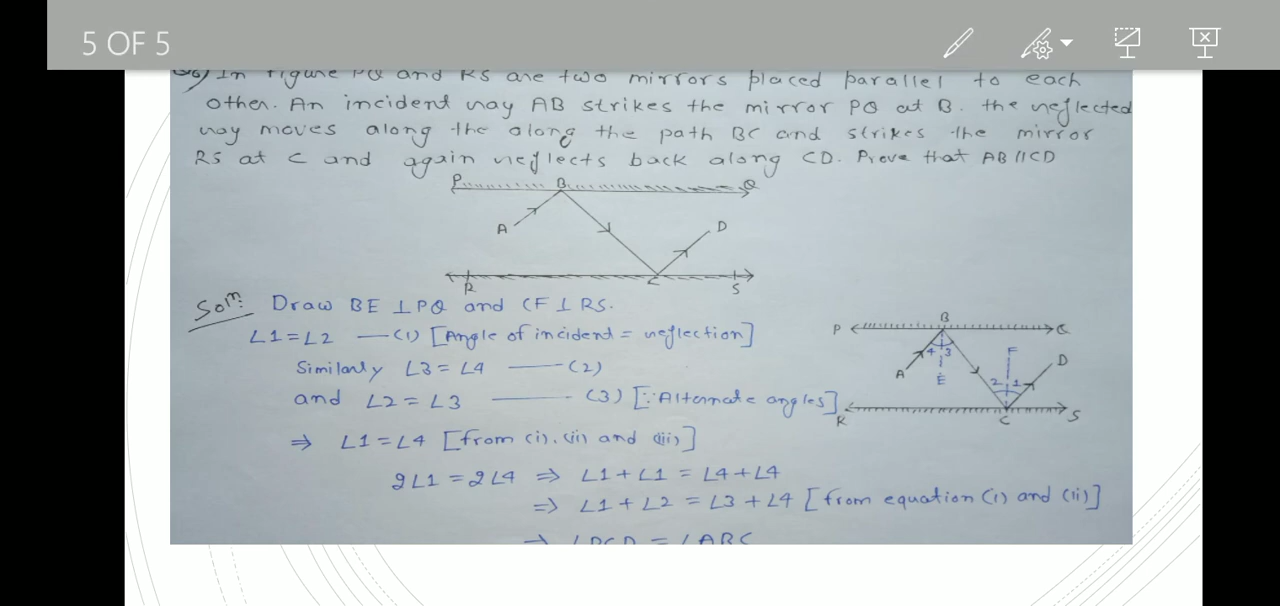 5 OF 5
In figure PQ and RS are two mirrors placed parallel to each
other. An incident ray AB strikes the mirror PQ at B. the reflected
ray moves along the along the path BC and strikes the mirror
RS at C and again reflects back along CD. Prove that AB//CD
P B Q
A D
R C S
Som. Draw BE ⊥ PQ and CF ⊥ RS.
∠1=∠2 —(1) [Angle of incident = reflection]
Similarly ∠3=∠4 —(2)
and ∠2=∠3 —(3) [∵ Alternate angles]
⇒ ∠1=∠4 [from (i), (ii) and (iii)]
2∠1=2∠4 ⇒ ∠1+∠1 = ∠4+∠4
⇒ ∠1+∠2 = ∠3+∠4 [from equation (1) and (ii)]
B
P Q
4 3 F D
A E 2 1
R C S